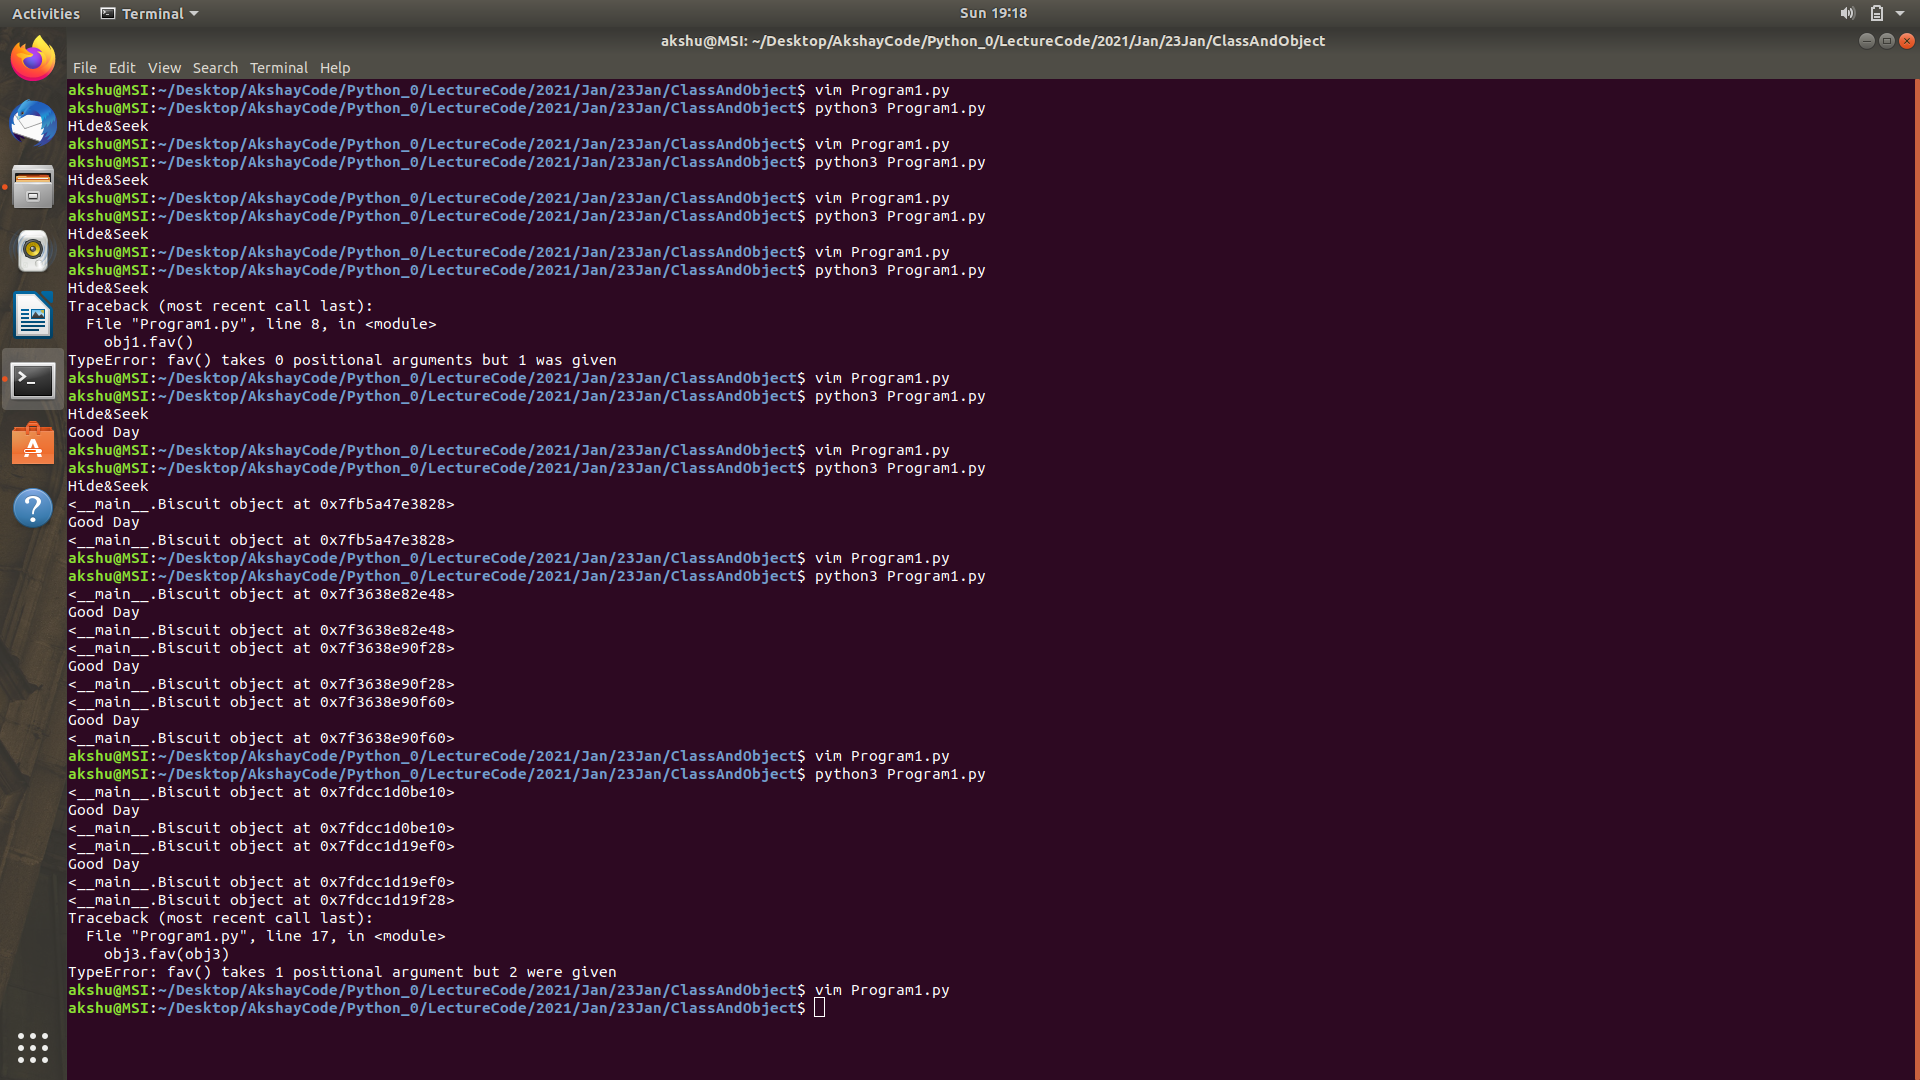 Activities Terminal Sun 19:18
akshu@MSI: ~/Desktop/AkshayCode/Python_0/LectureCode/2021/Jan/23Jan/ClassAndObject
File Edit View Search Terminal Help
akshu@MSI:~/Desktop/AkshayCode/Python_0/LectureCode/2021/Jan/23Jan/ClassAndObject$ vim Program1.py
akshu@MSI:~/Desktop/AkshayCode/Python_0/LectureCode/2021/Jan/23Jan/ClassAndObject$ python3 Program1.py
Hide&Seek
akshu@MSI:~/Desktop/AkshayCode/Python_0/LectureCode/2021/Jan/23Jan/ClassAndObject$ vim Program1.py
akshu@MSI:~/Desktop/AkshayCode/Python_0/LectureCode/2021/Jan/23Jan/ClassAndObject$ python3 Program1.py
Hide&Seek
akshu@MSI:~/Desktop/AkshayCode/Python_0/LectureCode/2021/Jan/23Jan/ClassAndObject$ vim Program1.py
akshu@MSI:~/Desktop/AkshayCode/Python_0/LectureCode/2021/Jan/23Jan/ClassAndObject$ python3 Program1.py
Hide&Seek
akshu@MSI:~/Desktop/AkshayCode/Python_0/LectureCode/2021/Jan/23Jan/ClassAndObject$ vim Program1.py
akshu@MSI:~/Desktop/AkshayCode/Python_0/LectureCode/2021/Jan/23Jan/ClassAndObject$ python3 Program1.py
Hide&Seek
Traceback (most recent call last):
  File "Program1.py", line 8, in <module>
    obj1.fav()
TypeError: fav() takes 0 positional arguments but 1 was given
akshu@MSI:~/Desktop/AkshayCode/Python_0/LectureCode/2021/Jan/23Jan/ClassAndObject$ vim Program1.py
akshu@MSI:~/Desktop/AkshayCode/Python_0/LectureCode/2021/Jan/23Jan/ClassAndObject$ python3 Program1.py
Hide&Seek
Good Day
akshu@MSI:~/Desktop/AkshayCode/Python_0/LectureCode/2021/Jan/23Jan/ClassAndObject$ vim Program1.py
akshu@MSI:~/Desktop/AkshayCode/Python_0/LectureCode/2021/Jan/23Jan/ClassAndObject$ python3 Program1.py
Hide&Seek
<__main__.Biscuit object at 0x7fb5a47e3828>
Good Day
<__main__.Biscuit object at 0x7fb5a47e3828>
akshu@MSI:~/Desktop/AkshayCode/Python_0/LectureCode/2021/Jan/23Jan/ClassAndObject$ vim Program1.py
akshu@MSI:~/Desktop/AkshayCode/Python_0/LectureCode/2021/Jan/23Jan/ClassAndObject$ python3 Program1.py
<__main__.Biscuit object at 0x7f3638e82e48>
Good Day
<__main__.Biscuit object at 0x7f3638e82e48>
<__main__.Biscuit object at 0x7f3638e90f28>
Good Day
<__main__.Biscuit object at 0x7f3638e90f28>
<__main__.Biscuit object at 0x7f3638e90f60>
Good Day
<__main__.Biscuit object at 0x7f3638e90f60>
akshu@MSI:~/Desktop/AkshayCode/Python_0/LectureCode/2021/Jan/23Jan/ClassAndObject$ vim Program1.py
akshu@MSI:~/Desktop/AkshayCode/Python_0/LectureCode/2021/Jan/23Jan/ClassAndObject$ python3 Program1.py
<__main__.Biscuit object at 0x7fdcc1d0be10>
Good Day
<__main__.Biscuit object at 0x7fdcc1d0be10>
<__main__.Biscuit object at 0x7fdcc1d19ef0>
Good Day
<__main__.Biscuit object at 0x7fdcc1d19ef0>
<__main__.Biscuit object at 0x7fdcc1d19f28>
Traceback (most recent call last):
  File "Program1.py", line 17, in <module>
    obj3.fav(obj3)
TypeError: fav() takes 1 positional argument but 2 were given
akshu@MSI:~/Desktop/AkshayCode/Python_0/LectureCode/2021/Jan/23Jan/ClassAndObject$ vim Program1.py
akshu@MSI:~/Desktop/AkshayCode/Python_0/LectureCode/2021/Jan/23Jan/ClassAndObject$